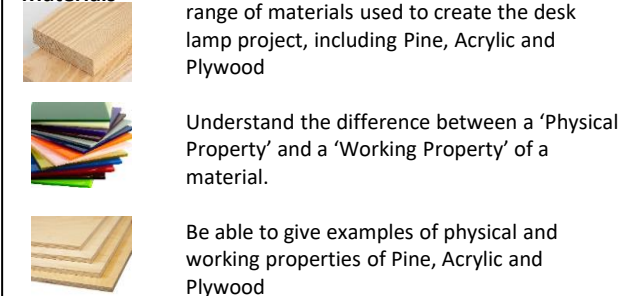 Materials
range of materials used to create the desk
lamp project, including Pine, Acrylic and
Plywood
Understand the difference between a ‘Physical
Property’ and a ‘Working Property’ of a
material.
Be able to give examples of physical and
working properties of Pine, Acrylic and
Plywood